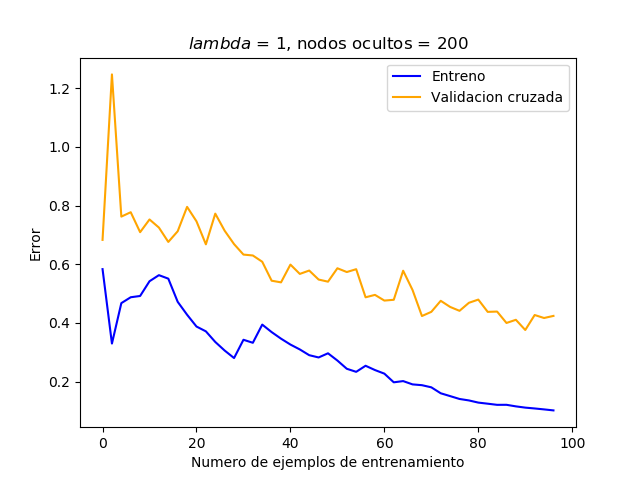 lambda = 1, nodos ocultos = 200
Entreno
Validacion cruzada
Error
1.2
1.0
0.8
0.6
0.4
0.2
0 20 40 60 80 100
Numero de ejemplos de entrenamiento